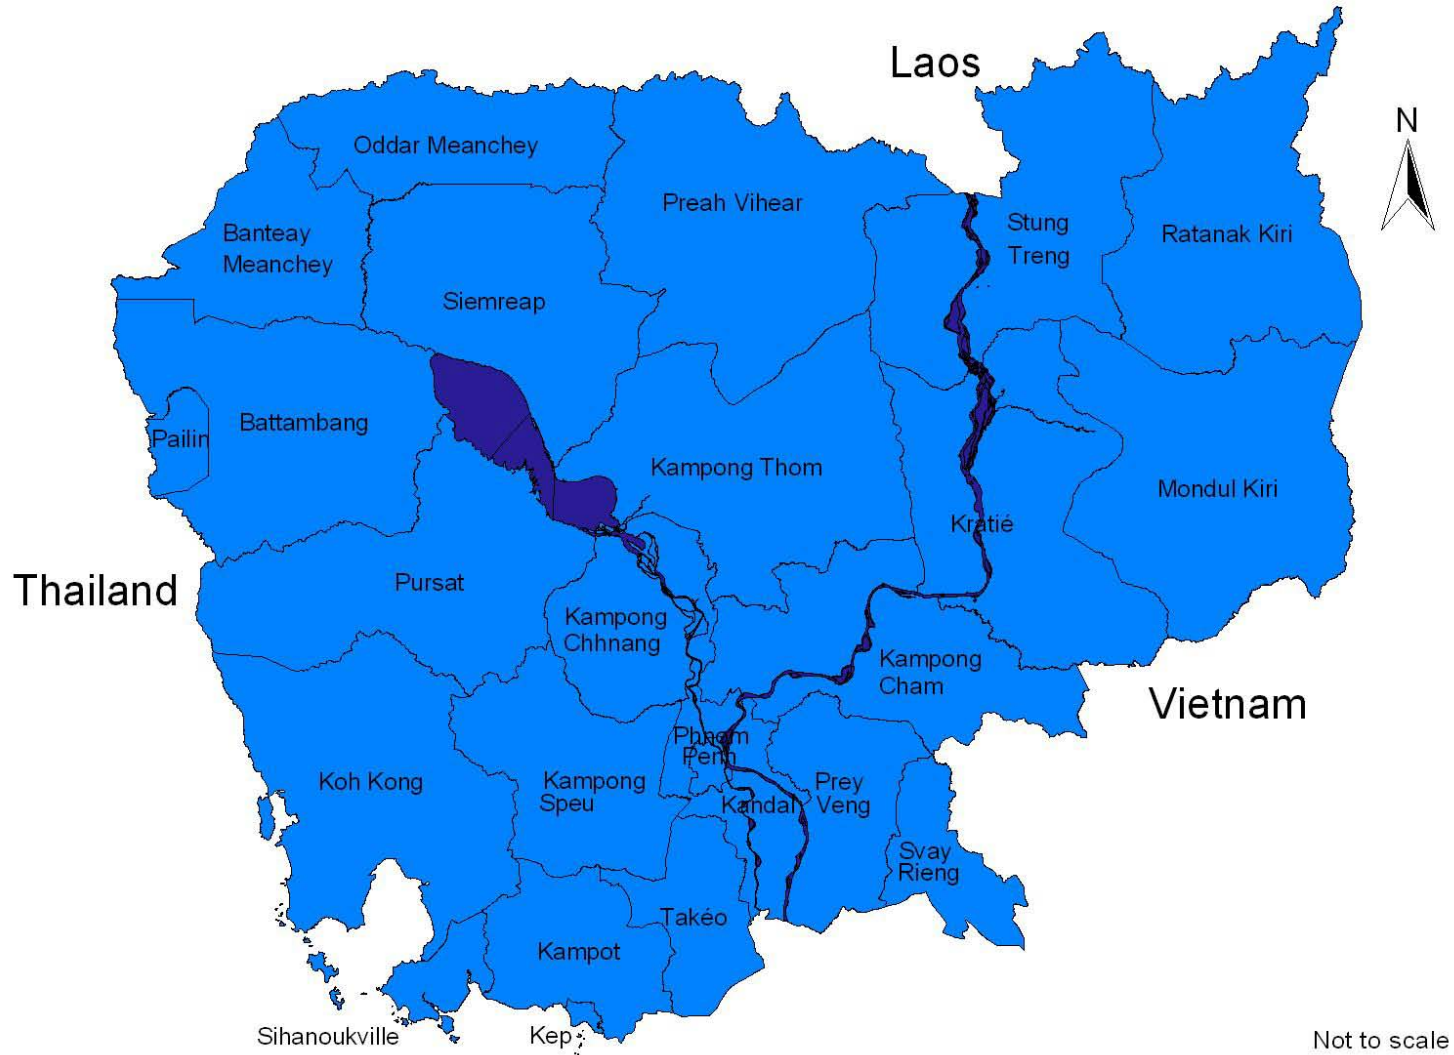 Laos
N
Oddar Meanchey
Preah Vihear
Stung
Treng
Ratanak Kiri
Banteay
Meanchey
Siemreap
Battambang
Pailin
Kampong Thom
Mondul Kiri
Kratié
Thailand
Pursat
Kampong
Chhnang
Kampong
Cham
Vietnam
Phnom
Penh
Koh Kong
Kampong
Speu
Kandal
Prey
Veng
Svay
Rieng
Takéo
Kampot
Sihanoukville
Kep
Not to scale